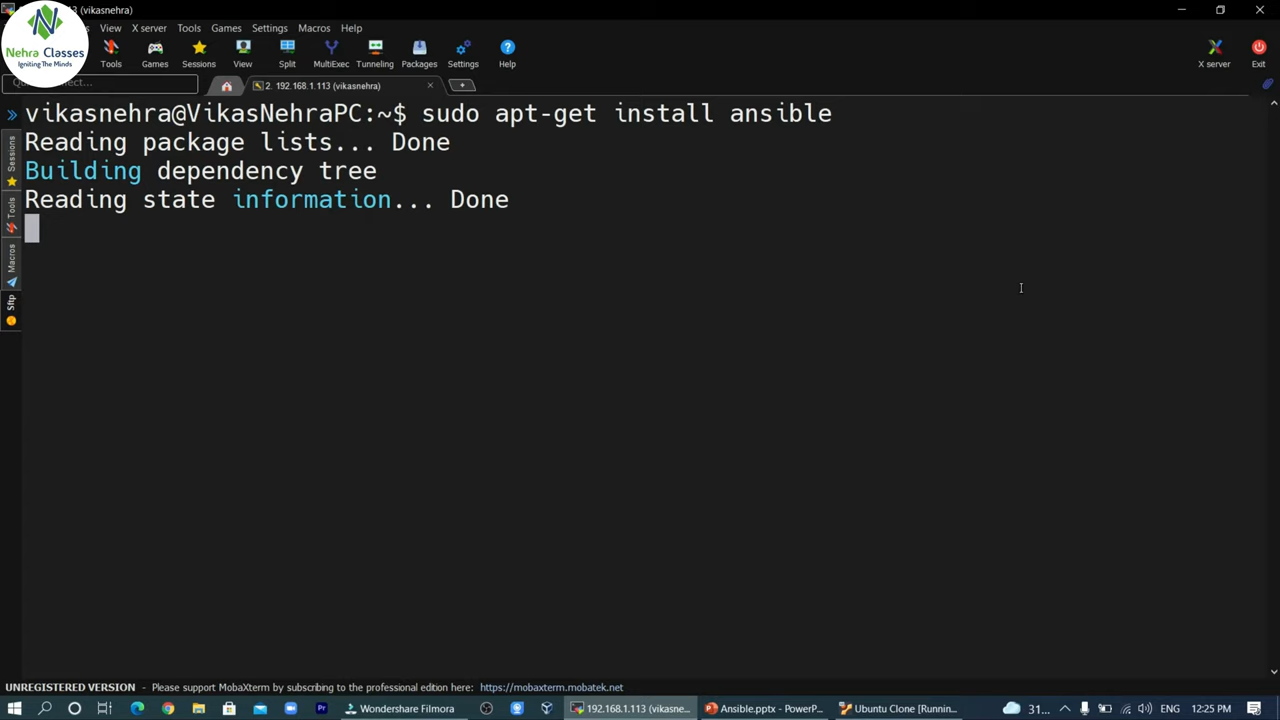 (vikasnehra)
View X server Tools Games Settings Macros Help
Nehra Classes
Igniting The Minds
Tools Games Sessions View Split MultiExec Tunneling Packages Settings Help X server Exit
2. 192.168.1.113 (vikasnehra)
vikasnehra@VikasNehraPC:~$ sudo apt-get install ansible
Reading package lists... Done
Building dependency tree
Reading state information... Done
Sessions
Tools
Macros
Sftp
UNREGISTERED VERSION - Please support MobaXterm by subscribing to the professional edition here: https://mobaxterm.mobatek.net
Wondershare Filmora 192.168.1.113 (vikasne... Ansible.pptx - PowerP... Ubuntu Clone [Runnin... 31... ENG 12:25 PM